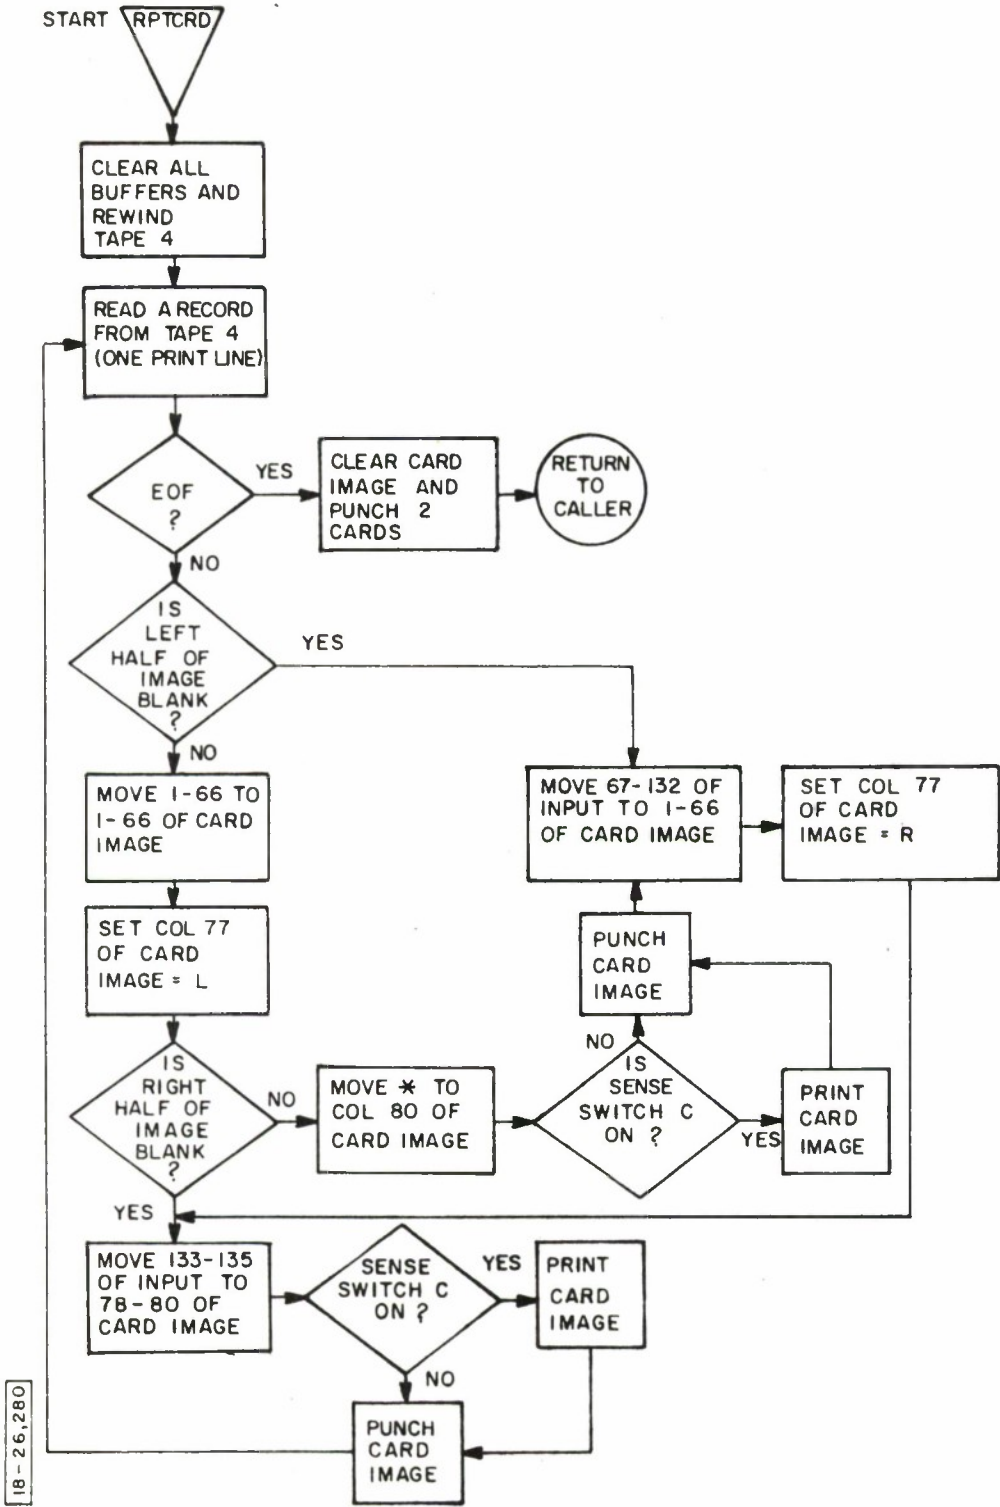 START RPTCRD
CLEAR ALL
BUFFERS AND
REWIND
TAPE 4
READ A RECORD
FROM TAPE 4
(ONE PRINT LINE)
EOF
?
YES
CLEAR CARD
IMAGE AND
PUNCH 2
CARDS
RETURN
TO
CALLER
NO
IS
LEFT
HALF OF
IMAGE
BLANK
?
YES
NO
MOVE 1-66 TO
1-66 OF CARD
IMAGE
MOVE 67-132 OF
INPUT TO 1-66
OF CARD IMAGE
SET COL 77
OF CARD
IMAGE = R
SET COL 77
OF CARD
IMAGE = L
PUNCH
CARD
IMAGE
IS
RIGHT
HALF OF
IMAGE
BLANK
?
NO
MOVE * TO
COL 80 OF
CARD IMAGE
NO
IS
SENSE
SWITCH C
ON ?
YES
PRINT
CARD
IMAGE
YES
MOVE 133-135
OF INPUT TO
78-80 OF
CARD IMAGE
SENSE
SWITCH C
ON ?
YES
PRINT
CARD
IMAGE
NO
PUNCH
CARD
IMAGE
18-26,280